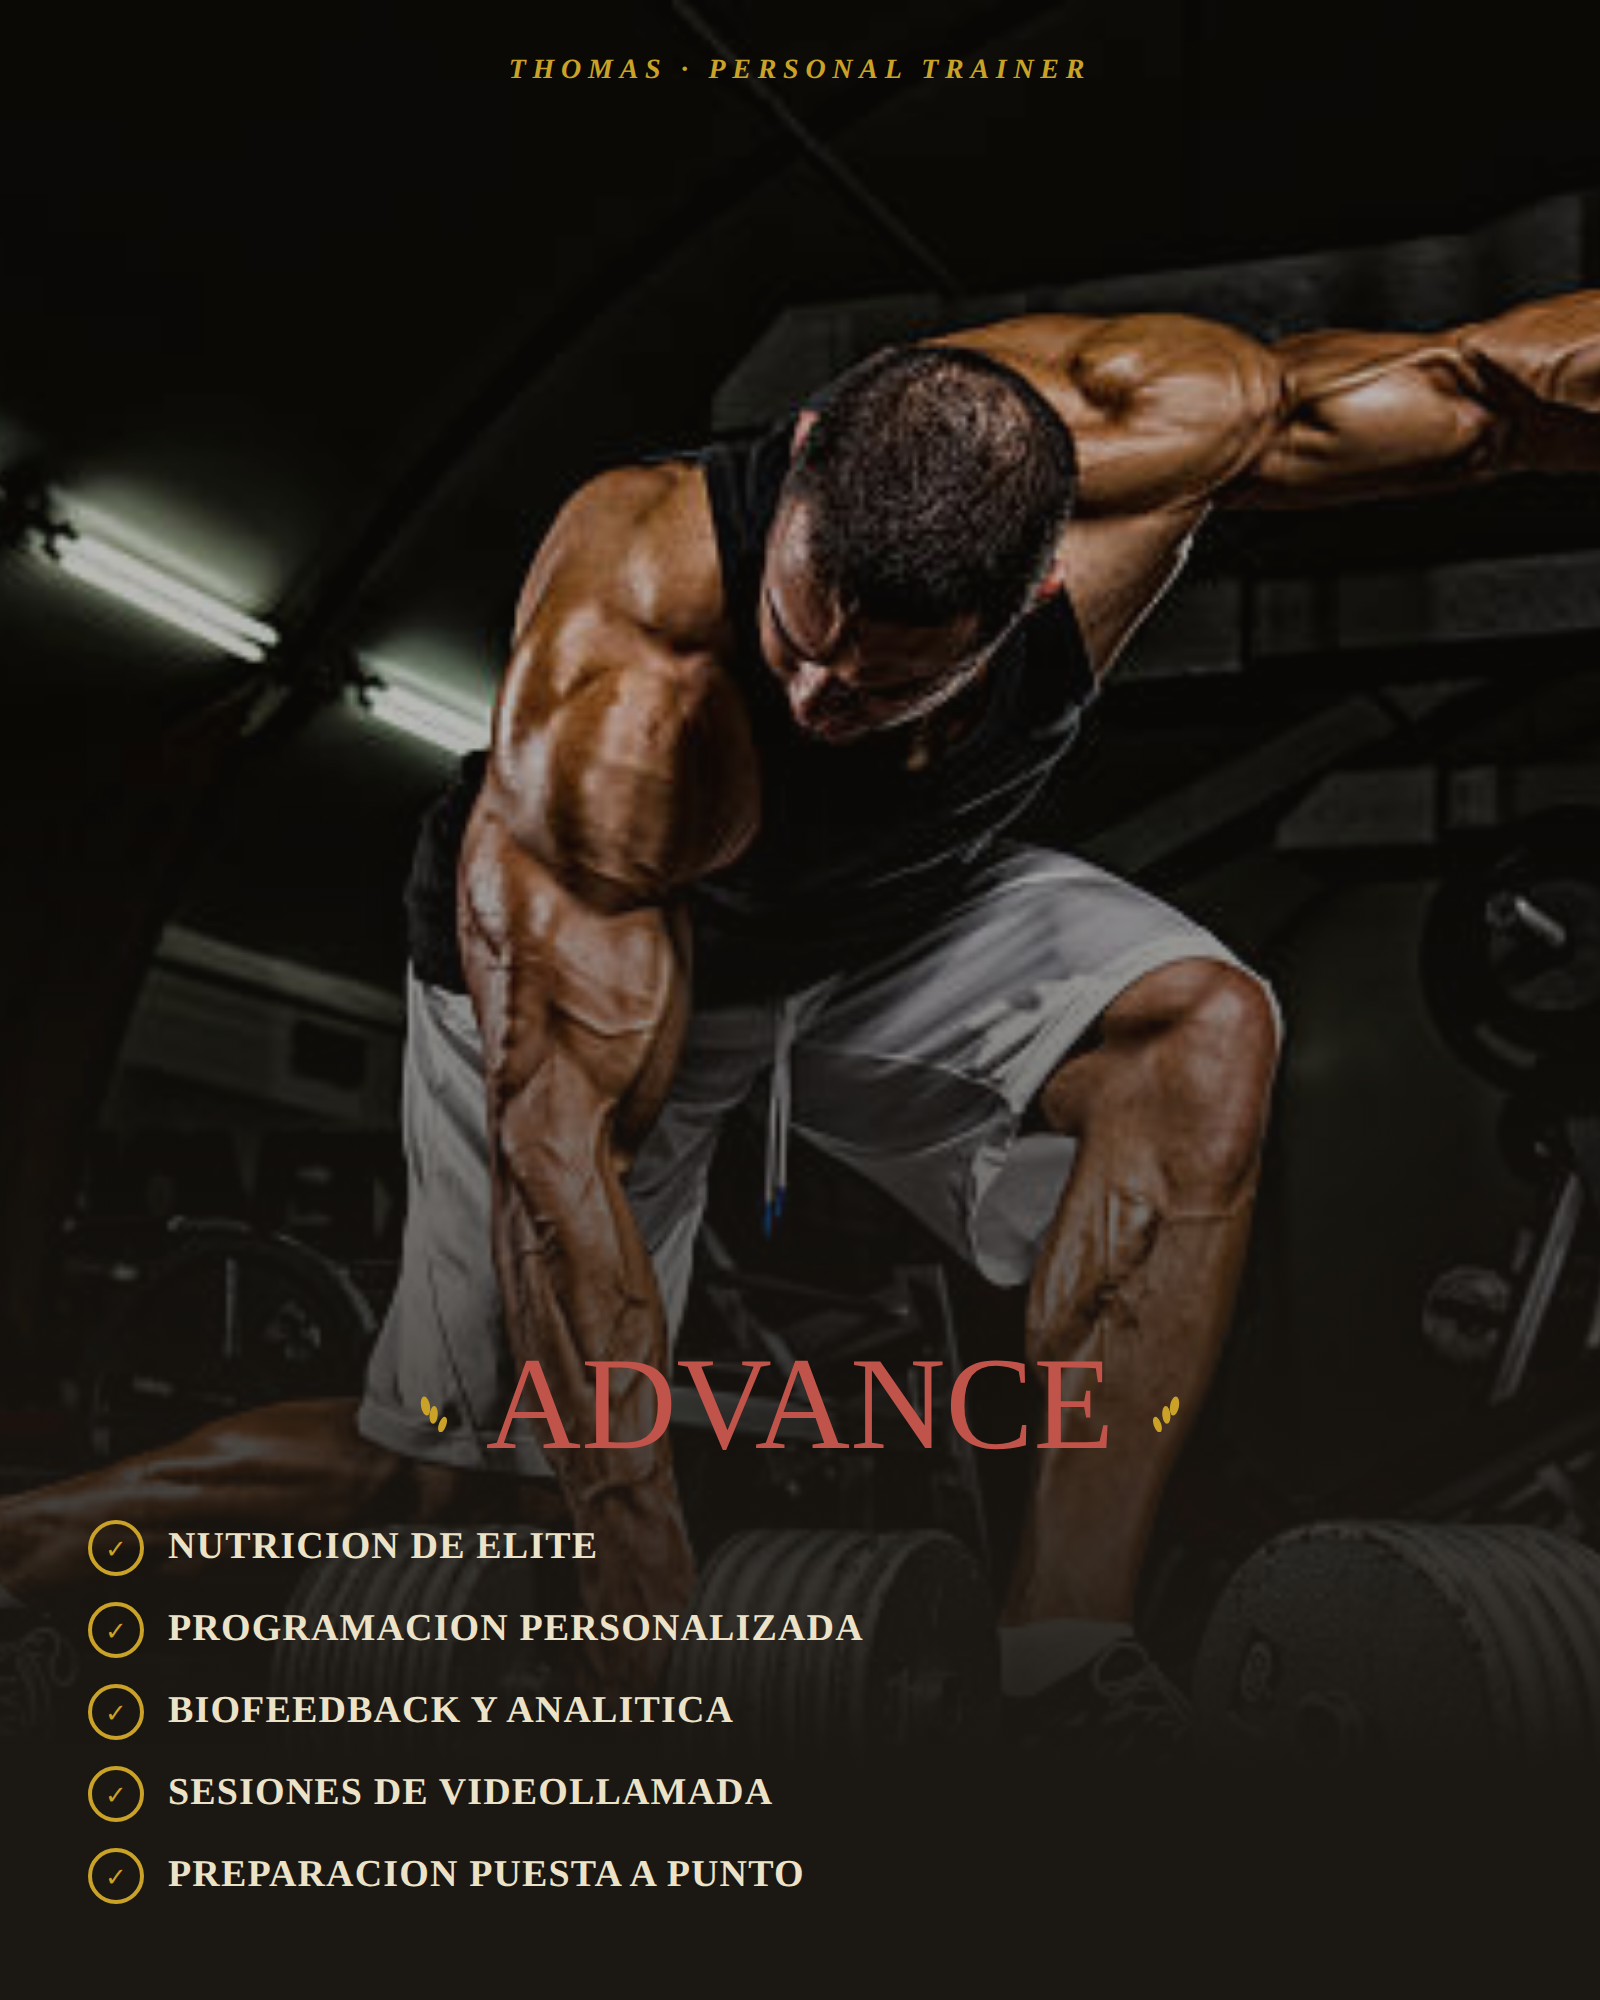 THOMAS · PERSONAL TRAINER
ADVANCE
✓ NUTRICION DE ELITE
✓ PROGRAMACION PERSONALIZADA
✓ BIOFEEDBACK Y ANALITICA
✓ SESIONES DE VIDEOLLAMADA
✓ PREPARACION PUESTA A PUNTO